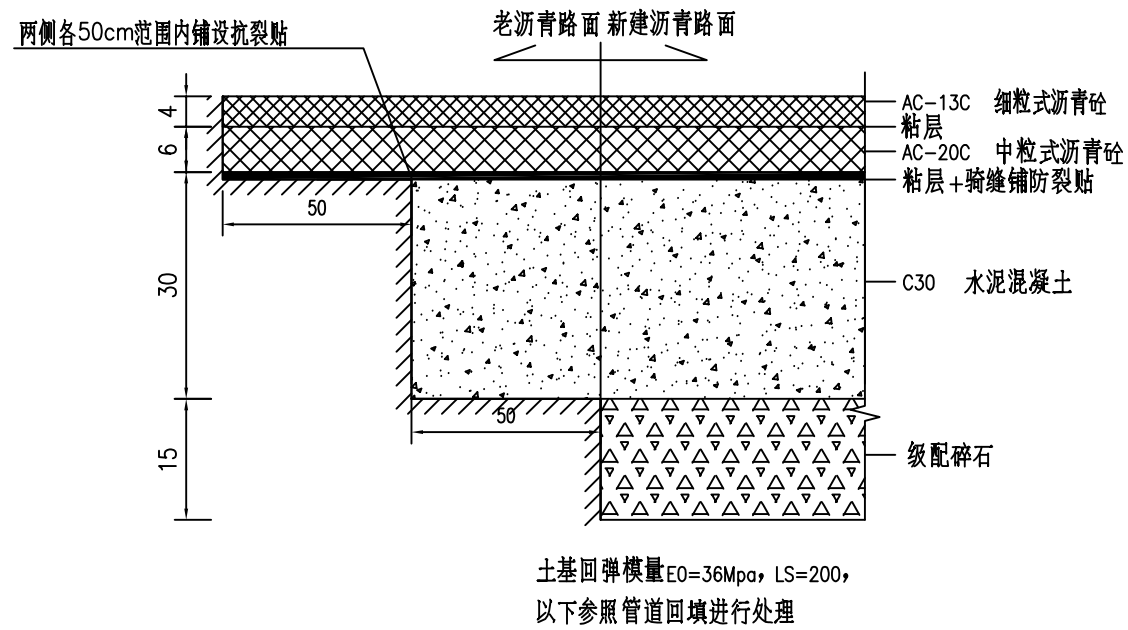 老沥青路面 新建沥青路面
两侧各50cm范围内铺设抗裂贴
4
AC-13C 细粒式沥青砼
粘层
6
AC-20C 中粒式沥青砼
粘层+骑缝铺防裂贴
50
30
C30 水泥混凝土
50
15
级配碎石
土基回弹模量E0=36Mpa，LS=200，
以下参照管道回填进行处理